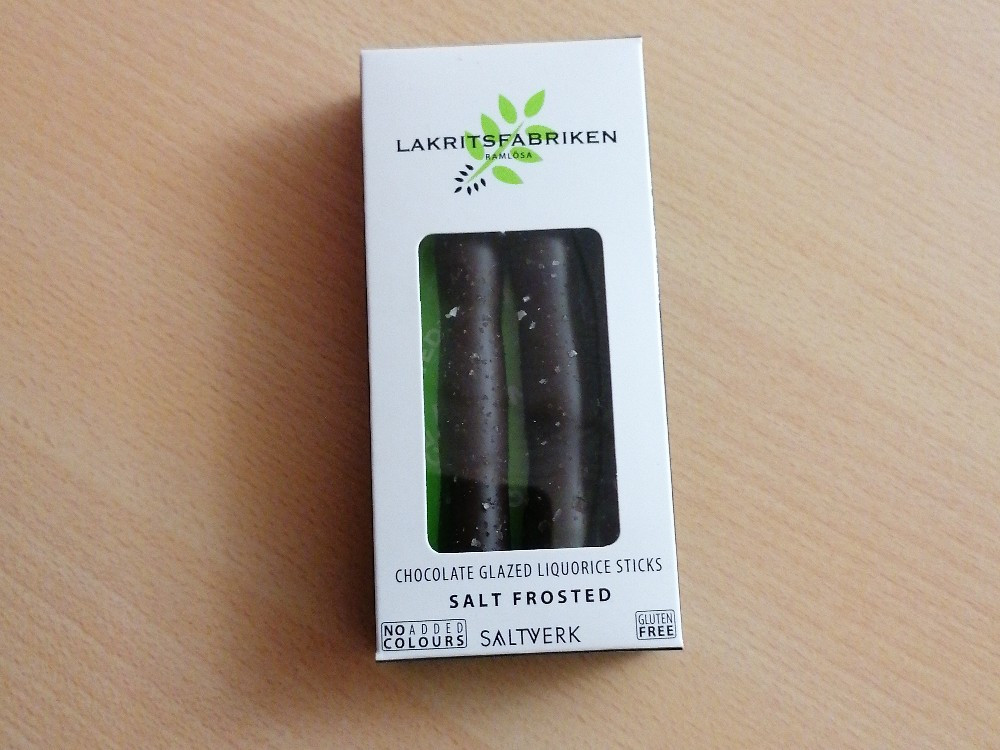 LAKRITSFABRIKEN
RAMLÖSA
CHOCOLATE GLAZED LIQUORICE STICKS
SALT FROSTED
NO ADDED
COLOURS
SALTVERK
GLUTEN
FREE